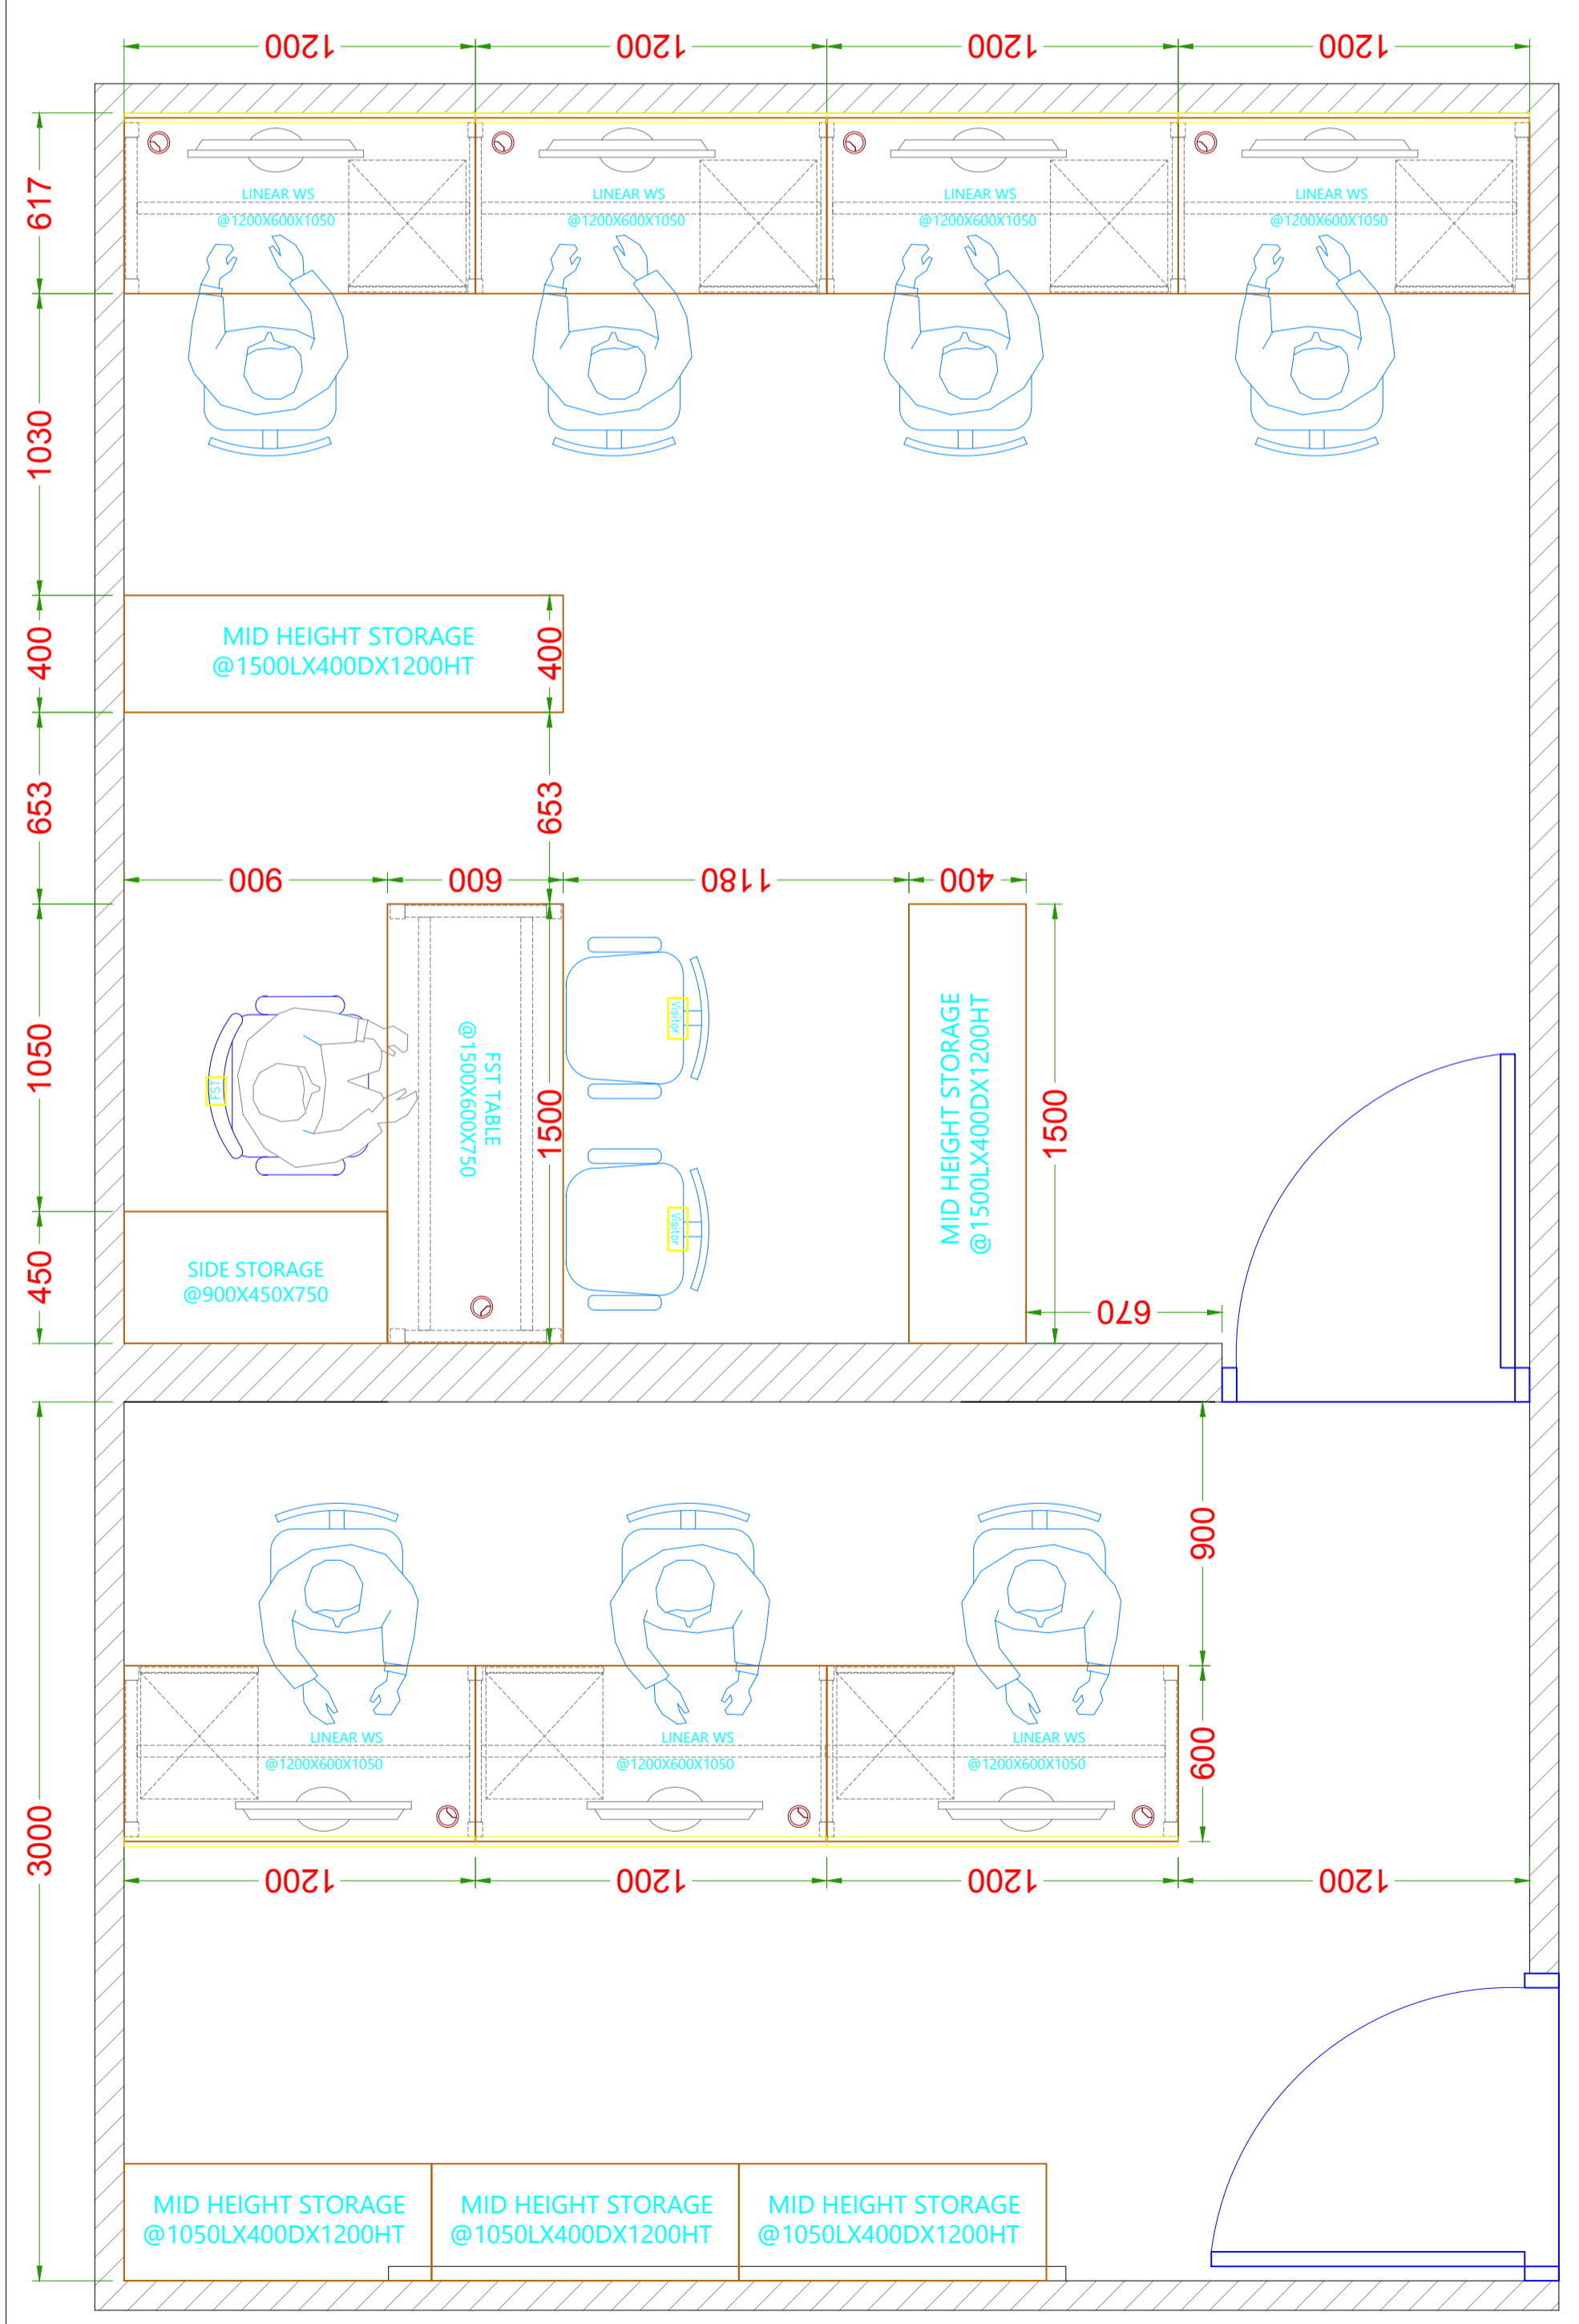 1200 1200 1200 1200
617
LINEAR WS
@1200X600X1050
LINEAR WS
@1200X600X1050
LINEAR WS
@1200X600X1050
LINEAR WS
@1200X600X1050
1030
400
MID HEIGHT STORAGE
@1500LX400DX1200HT
400
653
653
900 600 1180 400
1050
FST
FST TABLE
@1500X600X750
1500
Visitor
Visitor
MID HEIGHT STORAGE
@1500LX400DX1200HT
1500
450
SIDE STORAGE
@900X450X750
670
3000
900
LINEAR WS
@1200X600X1050
LINEAR WS
@1200X600X1050
LINEAR WS
@1200X600X1050
600
1200 1200 1200 1200
MID HEIGHT STORAGE
@1050LX400DX1200HT
MID HEIGHT STORAGE
@1050LX400DX1200HT
MID HEIGHT STORAGE
@1050LX400DX1200HT